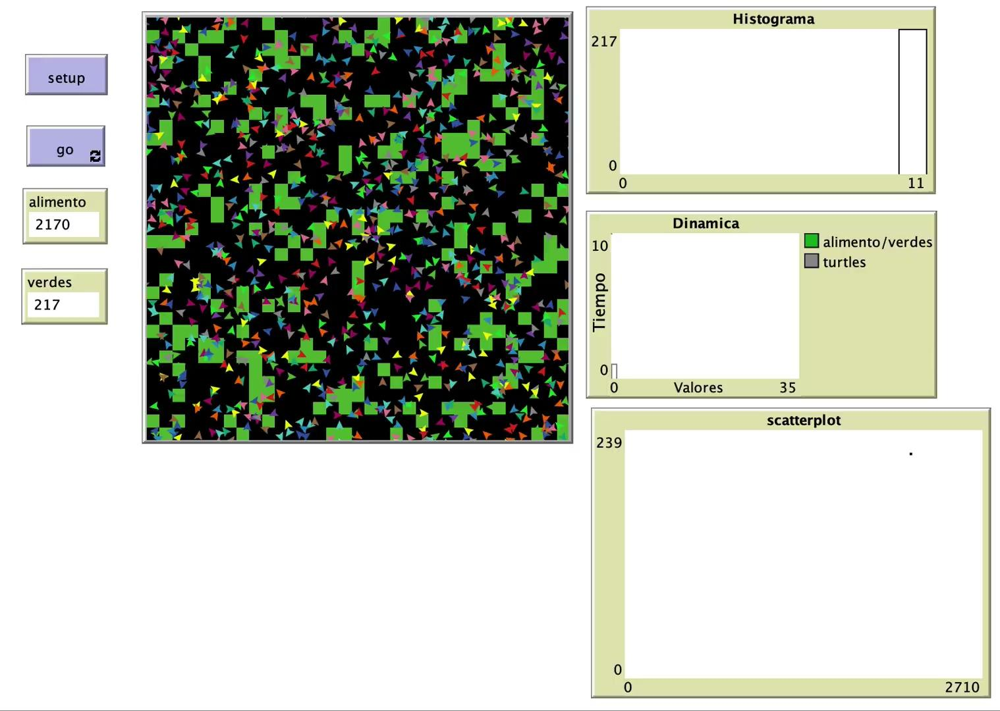 setup
go
alimento
2170
verdes
217
Histograma
217
0
0
11
Dinamica
10
Tiempo
0
0
Valores
35
alimento/verdes
turtles
scatterplot
239
0
0
2710